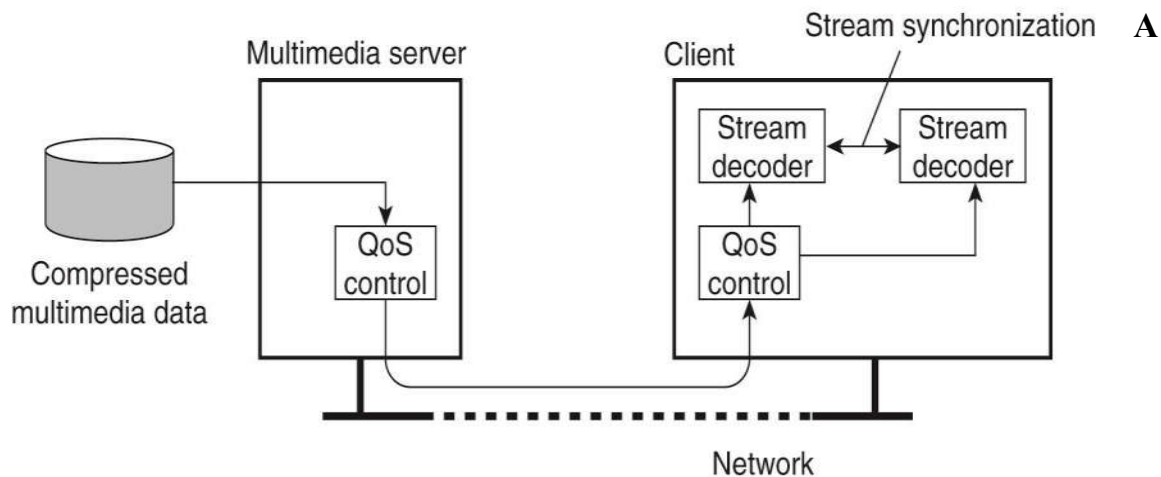 Stream synchronization
A
Multimedia server
Client
Stream
decoder
Stream
decoder
QoS
control
QoS
control
Compressed
multimedia data
Network